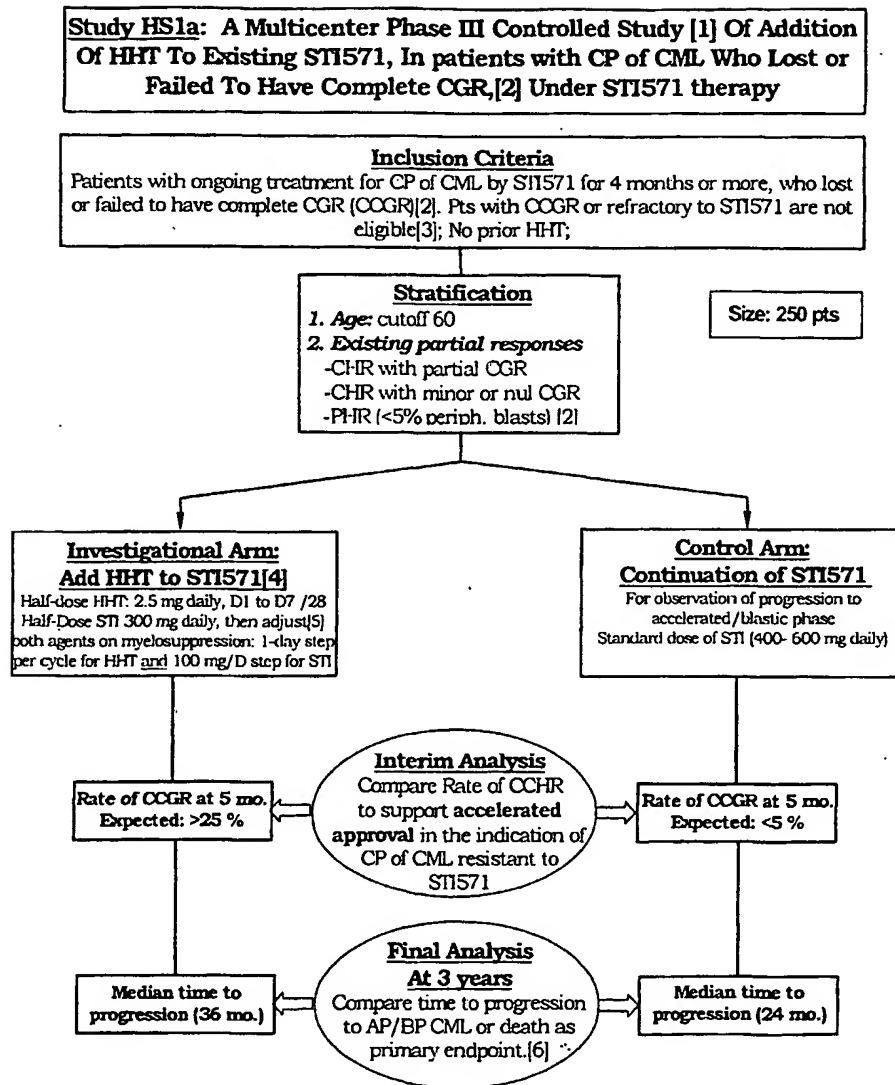 Study HS1a: A Multicenter Phase III Controlled Study [1] Of Addition
Of HHT To Existing STI571, In patients with CP of CML Who Lost or
Failed To Have Complete CGR,[2] Under STI571 therapy
Inclusion Criteria
Patients with ongoing treatment for CP of CML by STI571 for 4 months or more, who lost
or failed to have complete CGR (CCGR)[2]. Pts with CCGR or refractory to STI571 are not
eligible[3]; No prior HHT;
Stratification
1. Age: cutoff 60
2. Existing partial responses
-CHR with partial CGR
-CHR with minor or nul CGR
-PHR (<5% periph. blasts) [2]
Size: 250 pts
Investigational Arm:
Add HHT to STI571[4]
Half-dose HHT: 2.5 mg daily, D1 to D7 /28
Half-Dose STI 300 mg daily, then adjust[5]
both agents on myelosuppression: 1-day step
per cycle for HHT and 100 mg/D step for STI
Control Arm:
Continuation of STI571
For observation of progression to
accelerated/blastic phase
Standard dose of STI (400- 600 mg daily)
Interim Analysis
Compare Rate of CCHR
to support accelerated
approval in the indication of
CP of CML resistant to
STI571
Rate of CCGR at 5 mo.
Expected: >25 %
Rate of CCGR at 5 mo.
Expected: <5 %
Final Analysis
At 3 years
Compare time to progression
to AP/BP CML or death as
primary endpoint.[6]
Median time to
progression (36 mo.)
Median time to
progression (24 mo.)